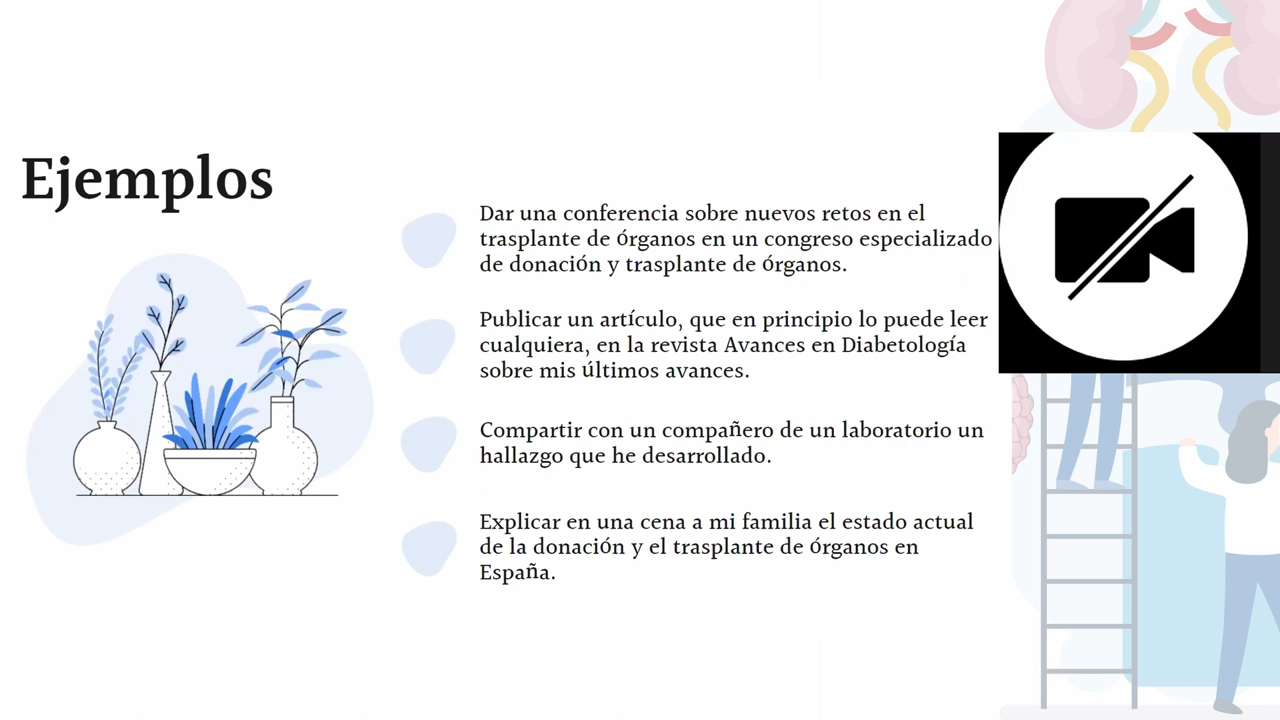 Ejemplos
Dar una conferencia sobre nuevos retos en el
trasplante de órganos en un congreso especializado
de donación y trasplante de órganos.
Publicar un artículo, que en principio lo puede leer
cualquiera, en la revista Avances en Diabetología
sobre mis últimos avances.
Compartir con un compañero de un laboratorio un
hallazgo que he desarrollado.
Explicar en una cena a mi familia el estado actual
de la donación y el trasplante de órganos en
España.